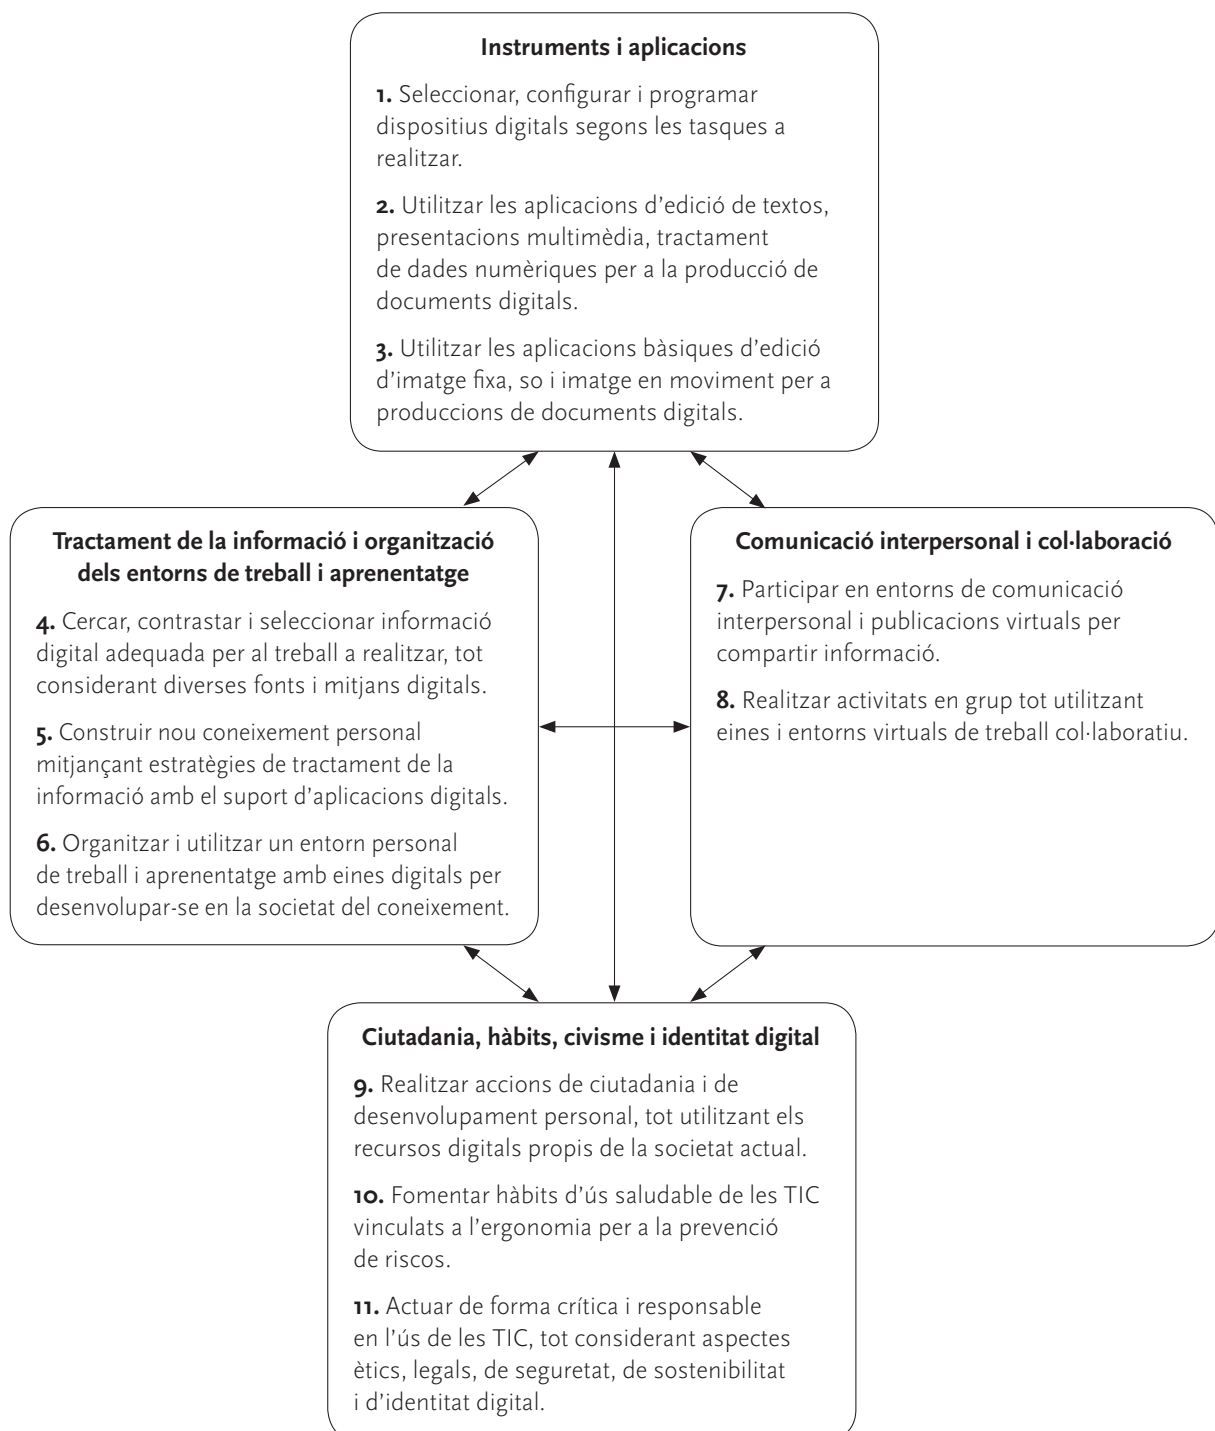 Instruments i aplicacions
1. Seleccionar, configurar i programar
dispositius digitals segons les tasques a
realitzar.
2. Utilitzar les aplicacions d’edició de textos,
presentacions multimèdia, tractament
de dades numèriques per a la producció de
documents digitals.
3. Utilitzar les aplicacions bàsiques d’edició
d’imatge fixa, so i imatge en moviment per a
produccions de documents digitals.
Tractament de la informació i organització
dels entorns de treball i aprenentatge
4. Cercar, contrastar i seleccionar informació
digital adequada per al treball a realitzar, tot
considerant diverses fonts i mitjans digitals.
5. Construir nou coneixement personal
mitjançant estratègies de tractament de la
informació amb el suport d’aplicacions digitals.
6. Organitzar i utilitzar un entorn personal
de treball i aprenentatge amb eines digitals per
desenvolupar-se en la societat del coneixement.
Comunicació interpersonal i col·laboració
7. Participar en entorns de comunicació
interpersonal i publicacions virtuals per
compartir informació.
8. Realitzar activitats en grup tot utilitzant
eines i entorns virtuals de treball col·laboratiu.
Ciutadania, hàbits, civisme i identitat digital
9. Realitzar accions de ciutadania i de
desenvolupament personal, tot utilitzant els
recursos digitals propis de la societat actual.
10. Fomentar hàbits d’ús saludable de les TIC
vinculats a l’ergonomia per a la prevenció
de riscos.
11. Actuar de forma crítica i responsable
en l’ús de les TIC, tot considerant aspectes
ètics, legals, de seguretat, de sostenibilitat
i d’identitat digital.